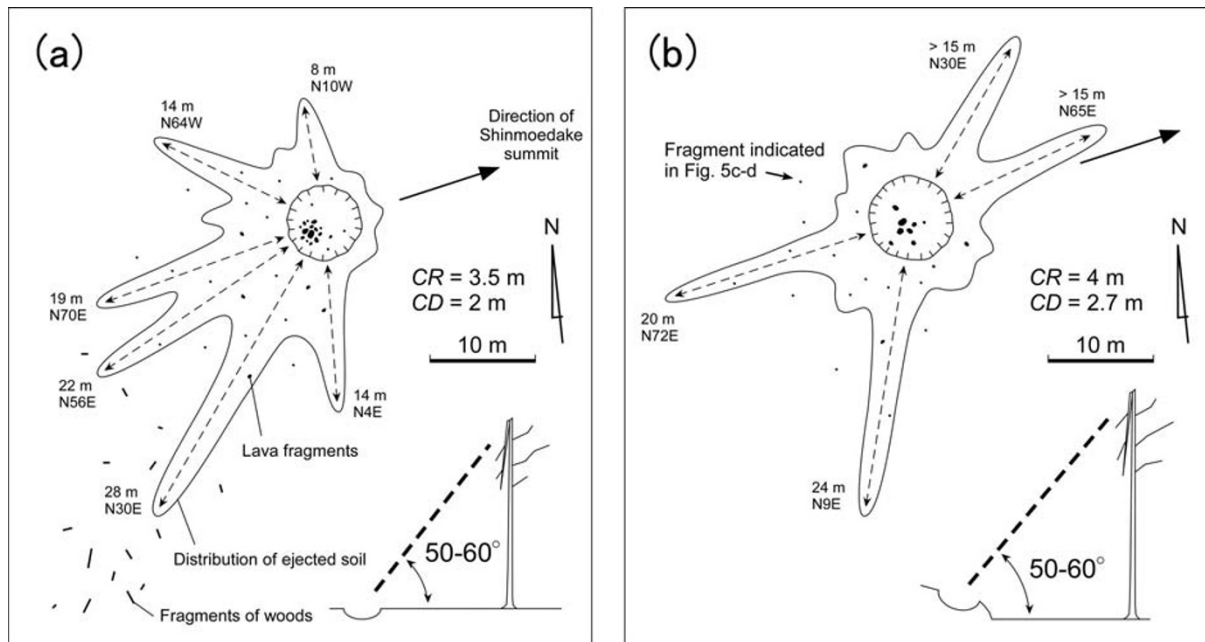 (a)
8 m
N10W
14 m
N64W
Direction of
Shinmoedake
summit
N
CR = 3.5 m
CD = 2 m
10 m
19 m
N70E
22 m
N56E
14 m
N4E
Lava fragments
28 m
N30E
Distribution of ejected soil
50-60°
Fragments of woods
(b)
> 15 m
N30E
> 15 m
N65E
Fragment indicated
in Fig. 5c-d
N
CR = 4 m
CD = 2.7 m
10 m
20 m
N72E
24 m
N9E
50-60°